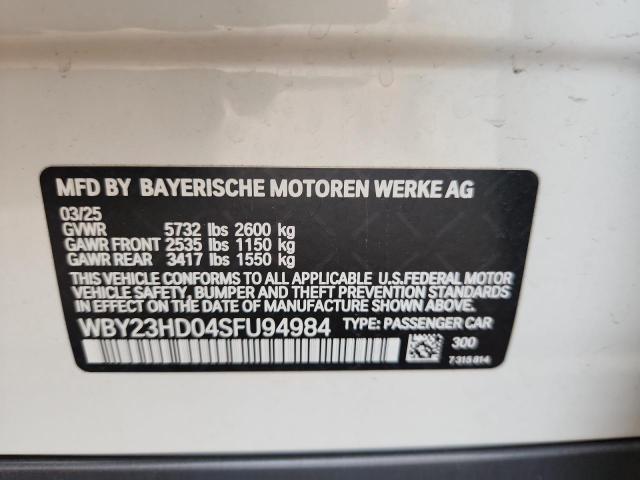 MFD BY BAYERISCHE MOTOREN WERKE AG
03/25
GVWR 5732 lbs 2600 kg
GAWR FRONT 2535 lbs 1150 kg
GAWR REAR 3417 lbs 1550 kg
THIS VEHICLE CONFORMS TO ALL APPLICABLE U.S.FEDERAL MOTOR
VEHICLE SAFETY, BUMPER, AND THEFT PREVENTION STANDARDS
IN EFFECT ON THE DATE OF MANUFACTURE SHOWN ABOVE.
WBY23HD04SFU94984 TYPE: PASSENGER CAR
300
7 315 814